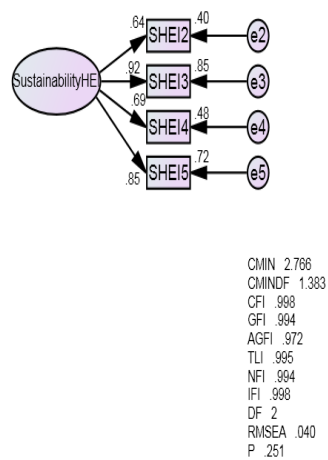 .64
.40
SHEI2
e2
SustainabilityHE
.92
.85
SHEI3
e3
.69
.48
SHEI4
e4
.85
.72
SHEI5
e5
CMIN 2.766
CMINDF 1.383
CFI .998
GFI .994
AGFI .972
TLI .995
NFI .994
IFI .998
DF 2
RMSEA .040
P .251